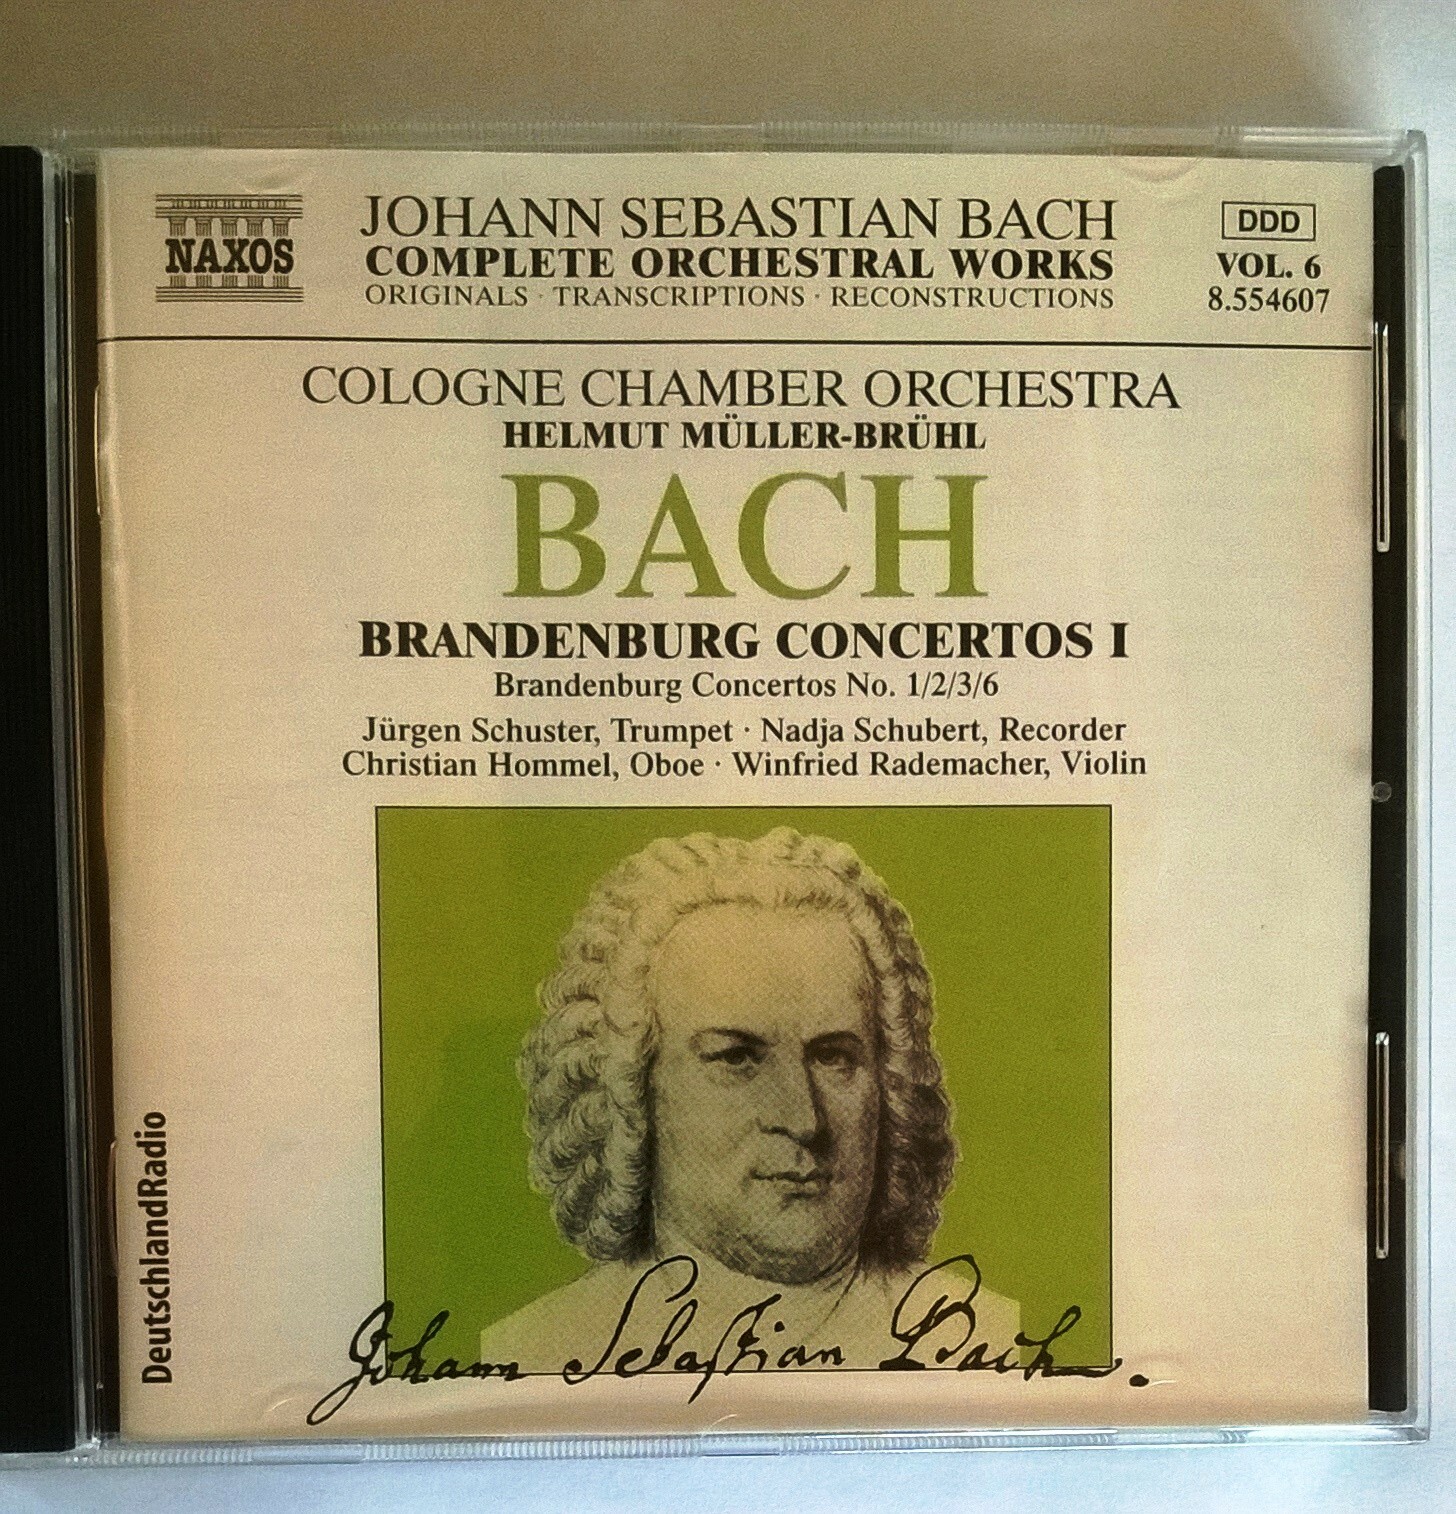 NAXOS
JOHANN SEBASTIAN BACH
COMPLETE ORCHESTRAL WORKS
ORIGINALS · TRANSCRIPTIONS · RECONSTRUCTIONS
DDD
VOL. 6
8.554607
COLOGNE CHAMBER ORCHESTRA
HELMUT MÜLLER-BRÜHL
BACH
BRANDENBURG CONCERTOS I
Brandenburg Concertos No. 1/2/3/6
Jürgen Schuster, Trumpet · Nadja Schubert, Recorder
Christian Hommel, Oboe · Winfried Rademacher, Violin
DeutschlandRadio
Johann Sebastian Bach.